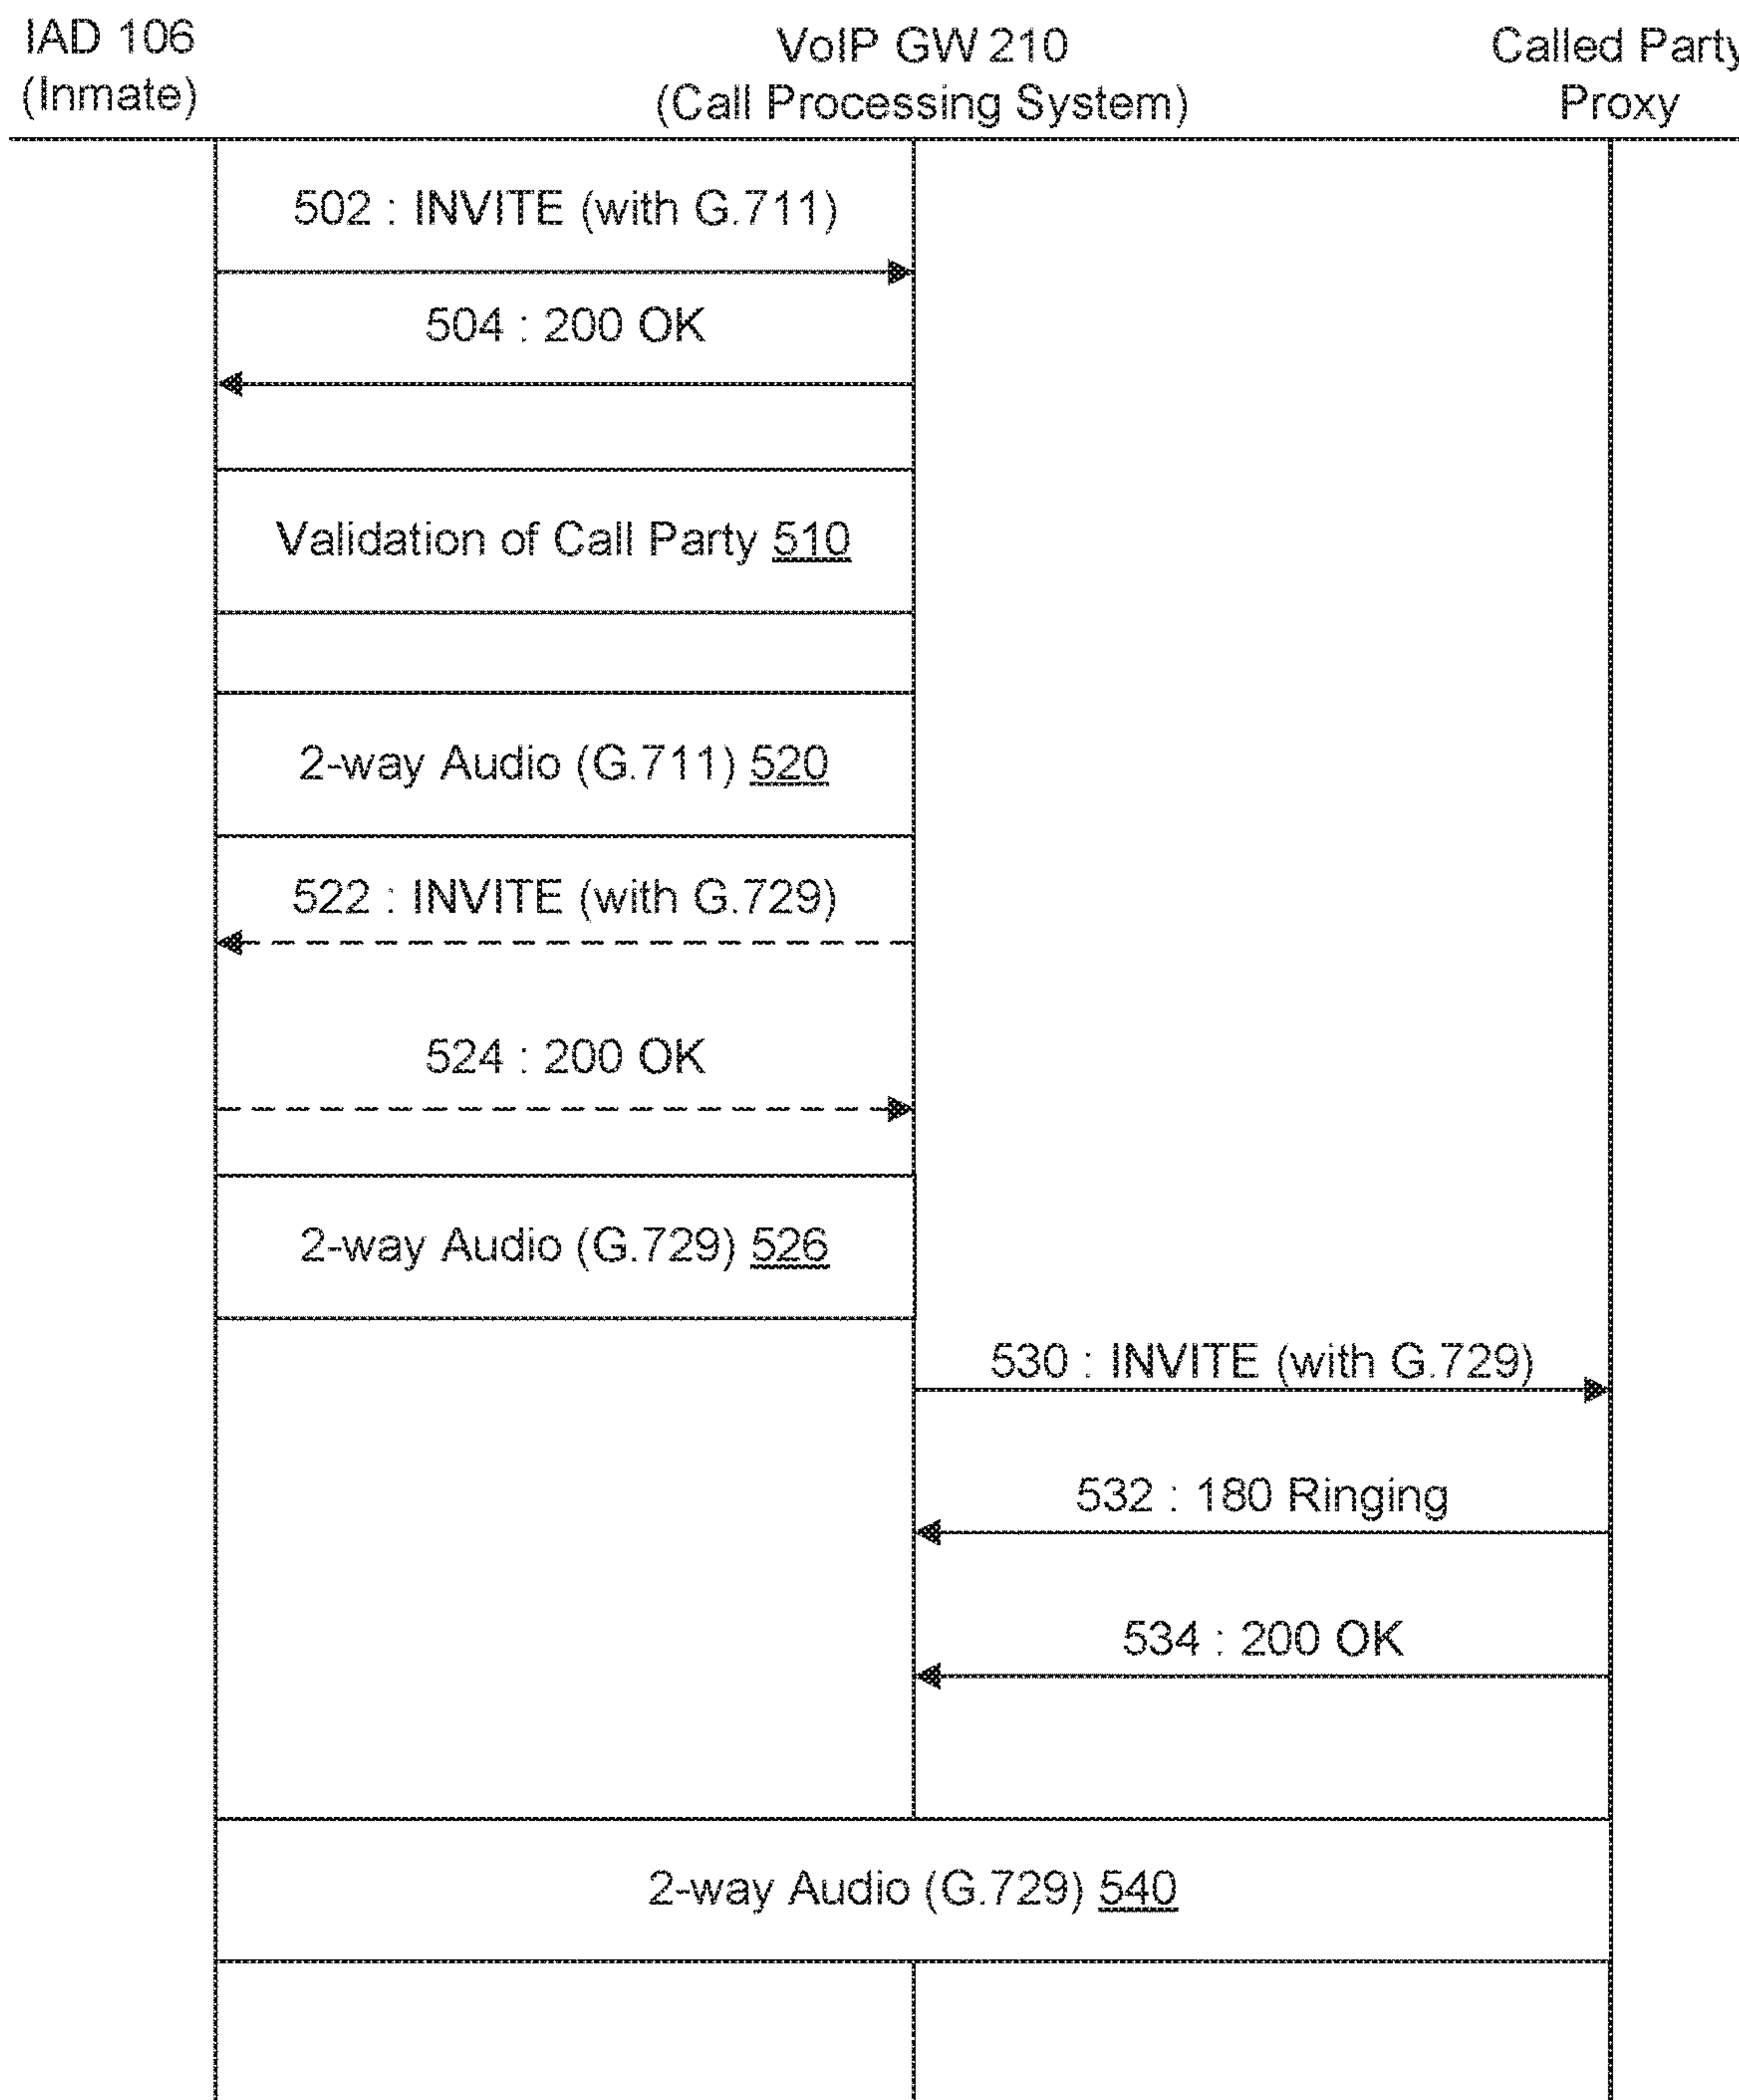 IAD 106
(Inmate)
VoIP GW 210
(Call Processing System)
Called Party
Proxy
502 : INVITE (with G.711)
504 : 200 OK
Validation of Call Party 510
2-way Audio (G.711) 520
522 : INVITE (with G.729)
524 : 200 OK
2-way Audio (G.729) 526
530 : INVITE (with G.729)
532 : 180 Ringing
534 : 200 OK
2-way Audio (G.729) 540